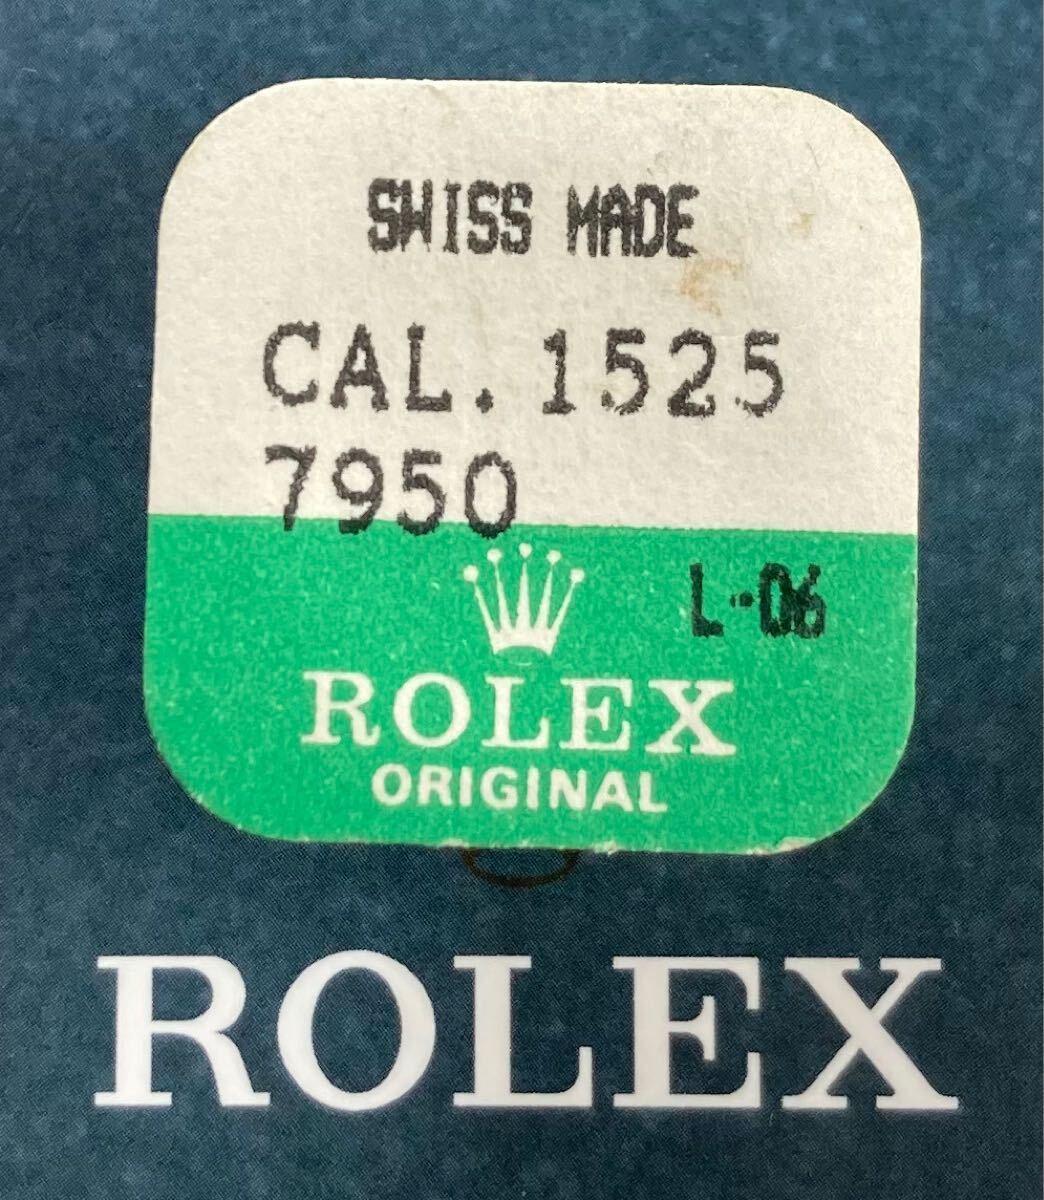 SWISS MADE
CAL. 1525
7950
L-06
ROLEX
ORIGINAL
ROLEX